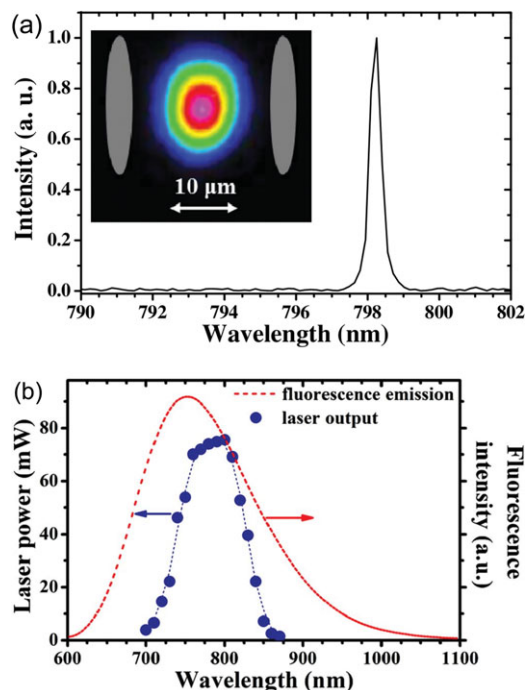 (a)
Intensity (a. u.)
1.0
0.8
0.6
0.4
0.2
0.0
10 µm
790 792 794 796 798 800 802
Wavelength (nm)
(b)
fluorescence emission
laser output
Laser power (mW)
80
60
40
20
0
Fluorescence
intensity (a.u.)
600 700 800 900 1000 1100
Wavelength (nm)